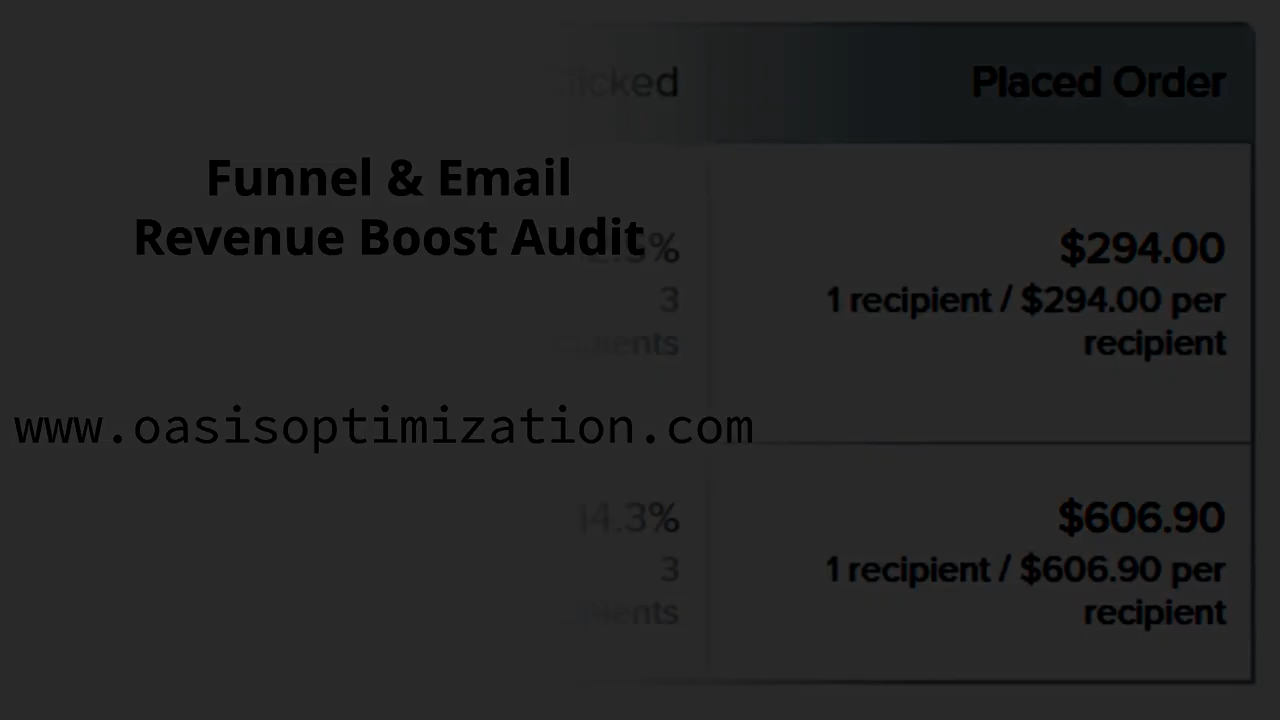 Placed Order
Funnel & Email
Revenue Boost Audit
$294.00
3
1 recipient / $294.00 per
recipient
www.oasisoptimization.com
$606.90
3
1 recipient / $606.90 per
recipient